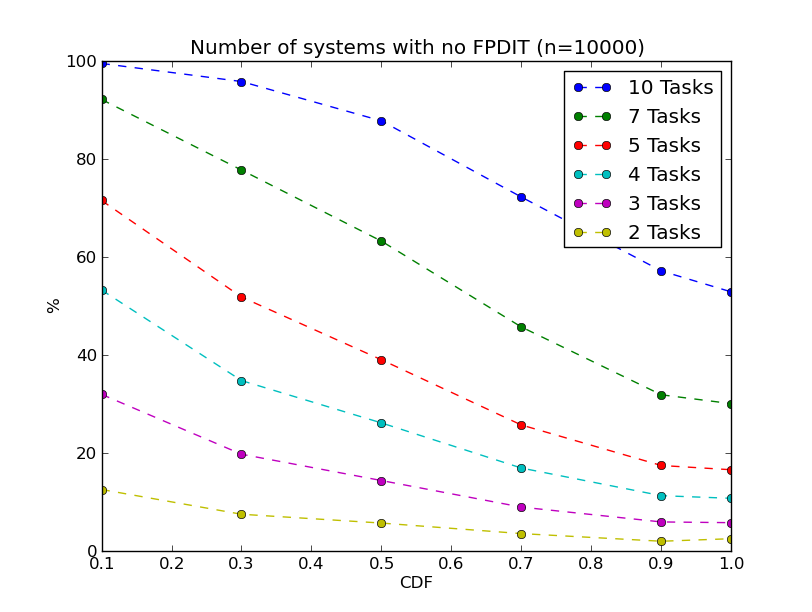 Number of systems with no FPDIT (n=10000)
100
80
60
40
20
0
%
10 Tasks
7 Tasks
5 Tasks
4 Tasks
3 Tasks
2 Tasks
0.1 0.2 0.3 0.4 0.5 0.6 0.7 0.8 0.9 1.0
CDF